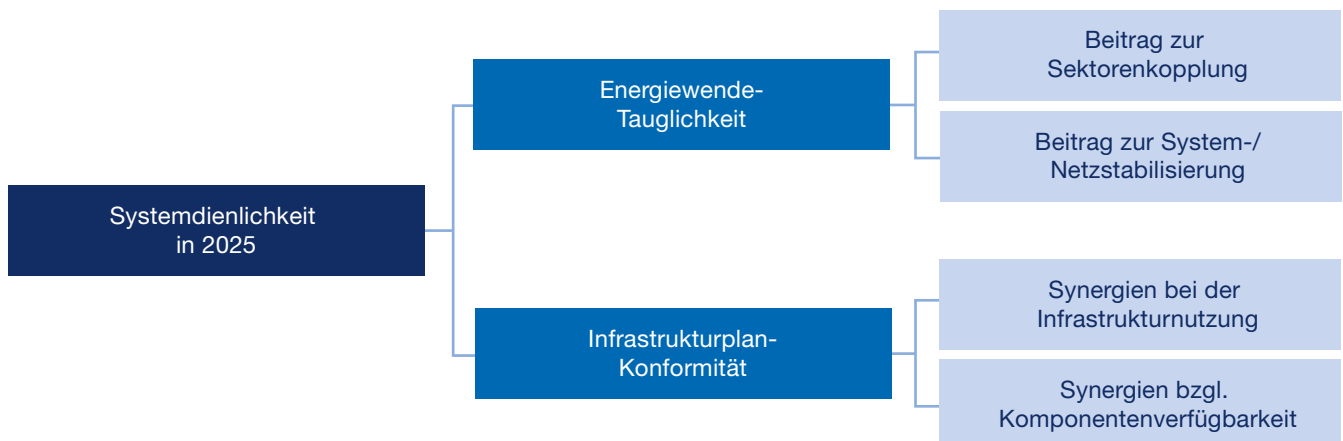 Systemdienlichkeit
in 2025
Energiewende-
Tauglichkeit
Beitrag zur
Sektorenkopplung
Beitrag zur System-/
Netzstabilisierung
Infrastrukturplan-
Konformität
Synergien bei der
Infrastrukturnutzung
Synergien bzgl.
Komponentenverfügbarkeit